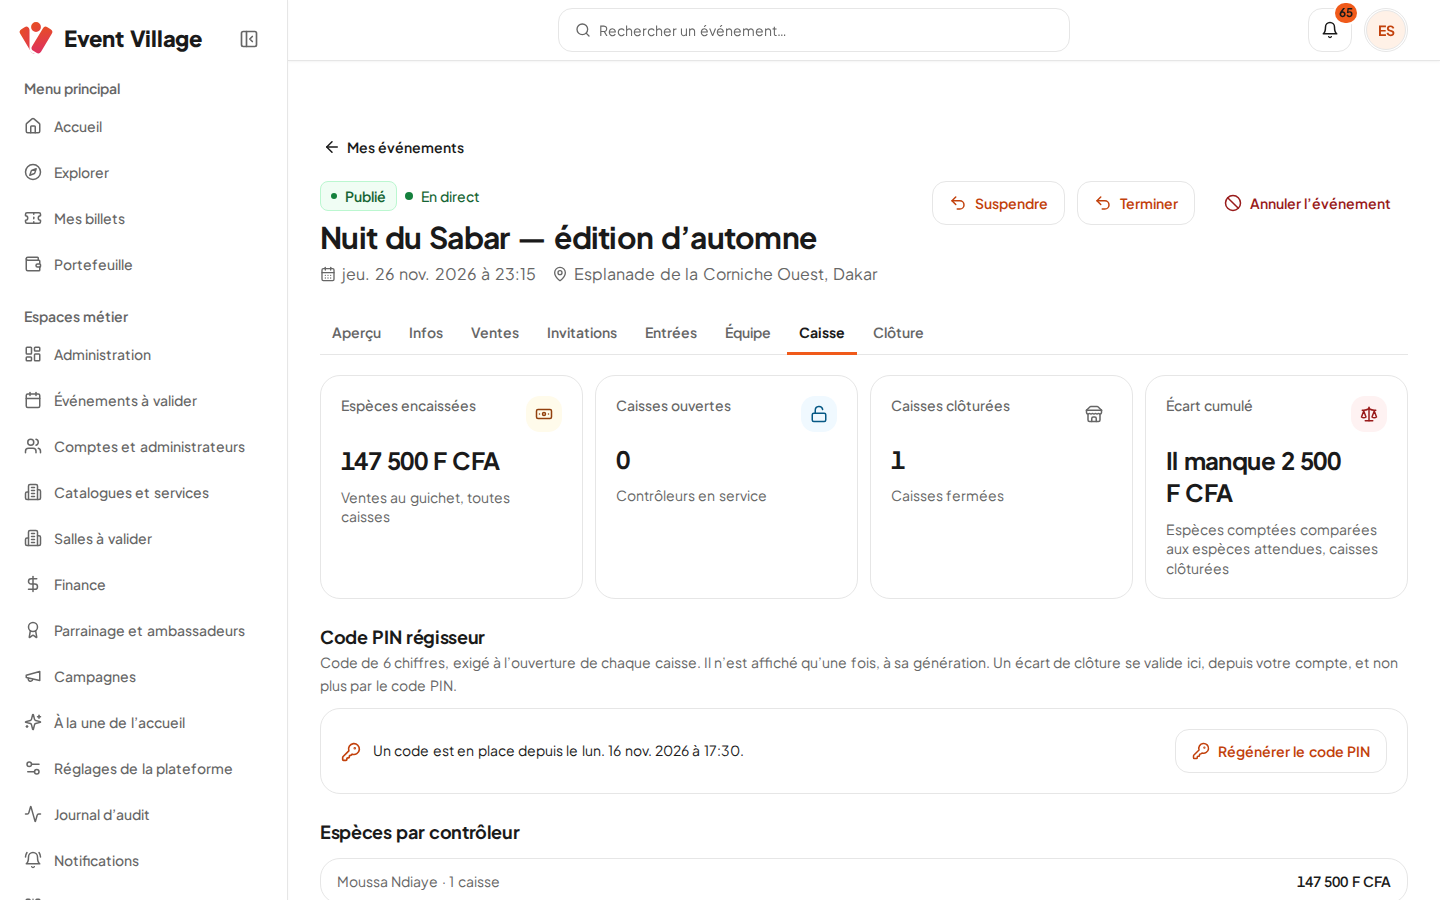 Event Village
Rechercher un événement…
65
ES
Menu principal
Accueil
Explorer
Mes billets
Portefeuille
Espaces métier
Administration
Événements à valider
Comptes et administrateurs
Catalogues et services
Salles à valider
Finance
Parrainage et ambassadeurs
Campagnes
À la une de l’accueil
Réglages de la plateforme
Journal d’audit
Notifications
Mes événements
Publié
En direct
Suspendre
Terminer
Annuler l’événement
Nuit du Sabar — édition d’automne
jeu. 26 nov. 2026 à 23:15
Esplanade de la Corniche Ouest, Dakar
Aperçu
Infos
Ventes
Invitations
Entrées
Équipe
Caisse
Clôture
Espèces encaissées
147 500 F CFA
Ventes au guichet, toutes
caisses
Caisses ouvertes
0
Contrôleurs en service
Caisses clôturées
1
Caisses fermées
Écart cumulé
Il manque 2 500
F CFA
Espèces comptées comparées
aux espèces attendues, caisses
clôturées
Code PIN régisseur
Code de 6 chiffres, exigé à l’ouverture de chaque caisse. Il n’est affiché qu’une fois, à sa génération. Un écart de clôture se valide ici, depuis votre compte, et non
plus par le code PIN.
Un code est en place depuis le lun. 16 nov. 2026 à 17:30.
Régénérer le code PIN
Espèces par contrôleur
Moussa Ndiaye · 1 caisse
147 500 F CFA